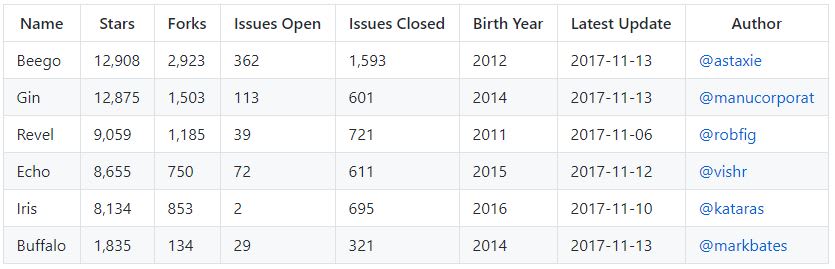 Name Stars Forks Issues Open Issues Closed Birth Year Latest Update Author
Beego 12,908 2,923 362 1,593 2012 2017-11-13 @astaxie
Gin 12,875 1,503 113 601 2014 2017-11-13 @manucorporat
Revel 9,059 1,185 39 721 2011 2017-11-06 @robfig
Echo 8,655 750 72 611 2015 2017-11-12 @vishr
Iris 8,134 853 2 695 2016 2017-11-10 @kataras
Buffalo 1,835 134 29 321 2014 2017-11-13 @markbates